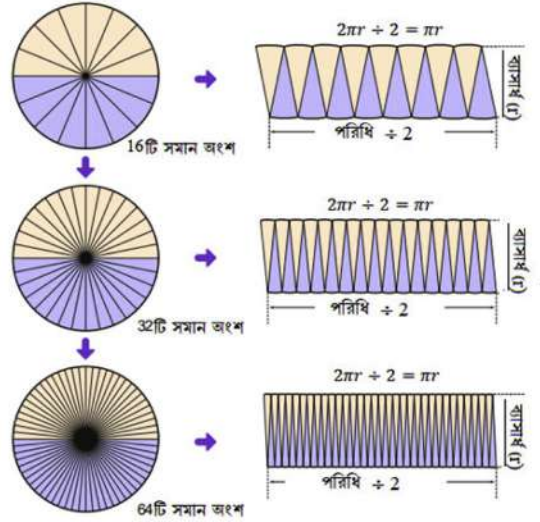 2πr ÷ 2 = πr
ব্যাসার্ধ (r)
16টি সমান অংশ
পরিধি ÷ 2
2πr ÷ 2 = πr
ব্যাসার্ধ (r)
32টি সমান অংশ
পরিধি ÷ 2
2πr ÷ 2 = πr
ব্যাসার্ধ (r)
64টি সমান অংশ
পরিধি ÷ 2